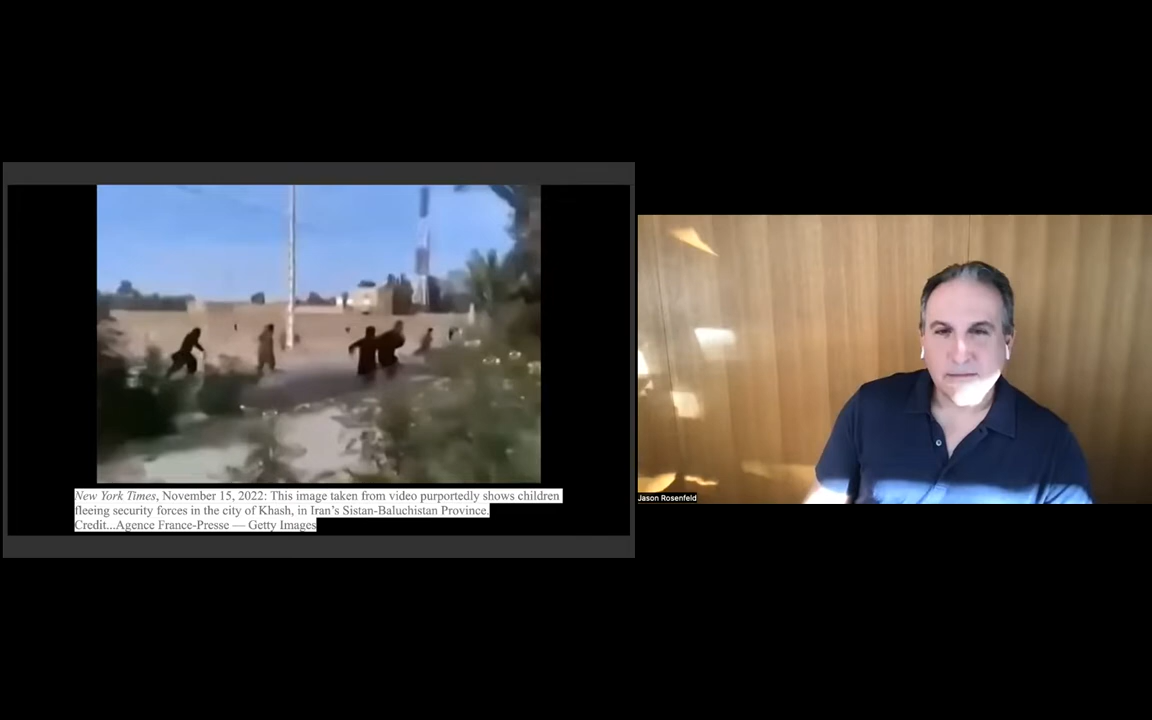 New York Times, November 15, 2022: This image taken from video purportedly shows children
fleeing security forces in the city of Khash, in Iran's Sistan-Baluchistan Province.
Credit...Agence France-Presse — Getty Images
Jason Rosenfeld